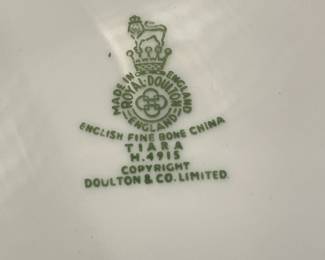 MADE IN ENGLAND
ROYAL·DOULTON
ENGLAND
ENGLISH FINE BONE CHINA
TIARA
H.4915
COPYRIGHT
DOULTON & CO. LIMITED.